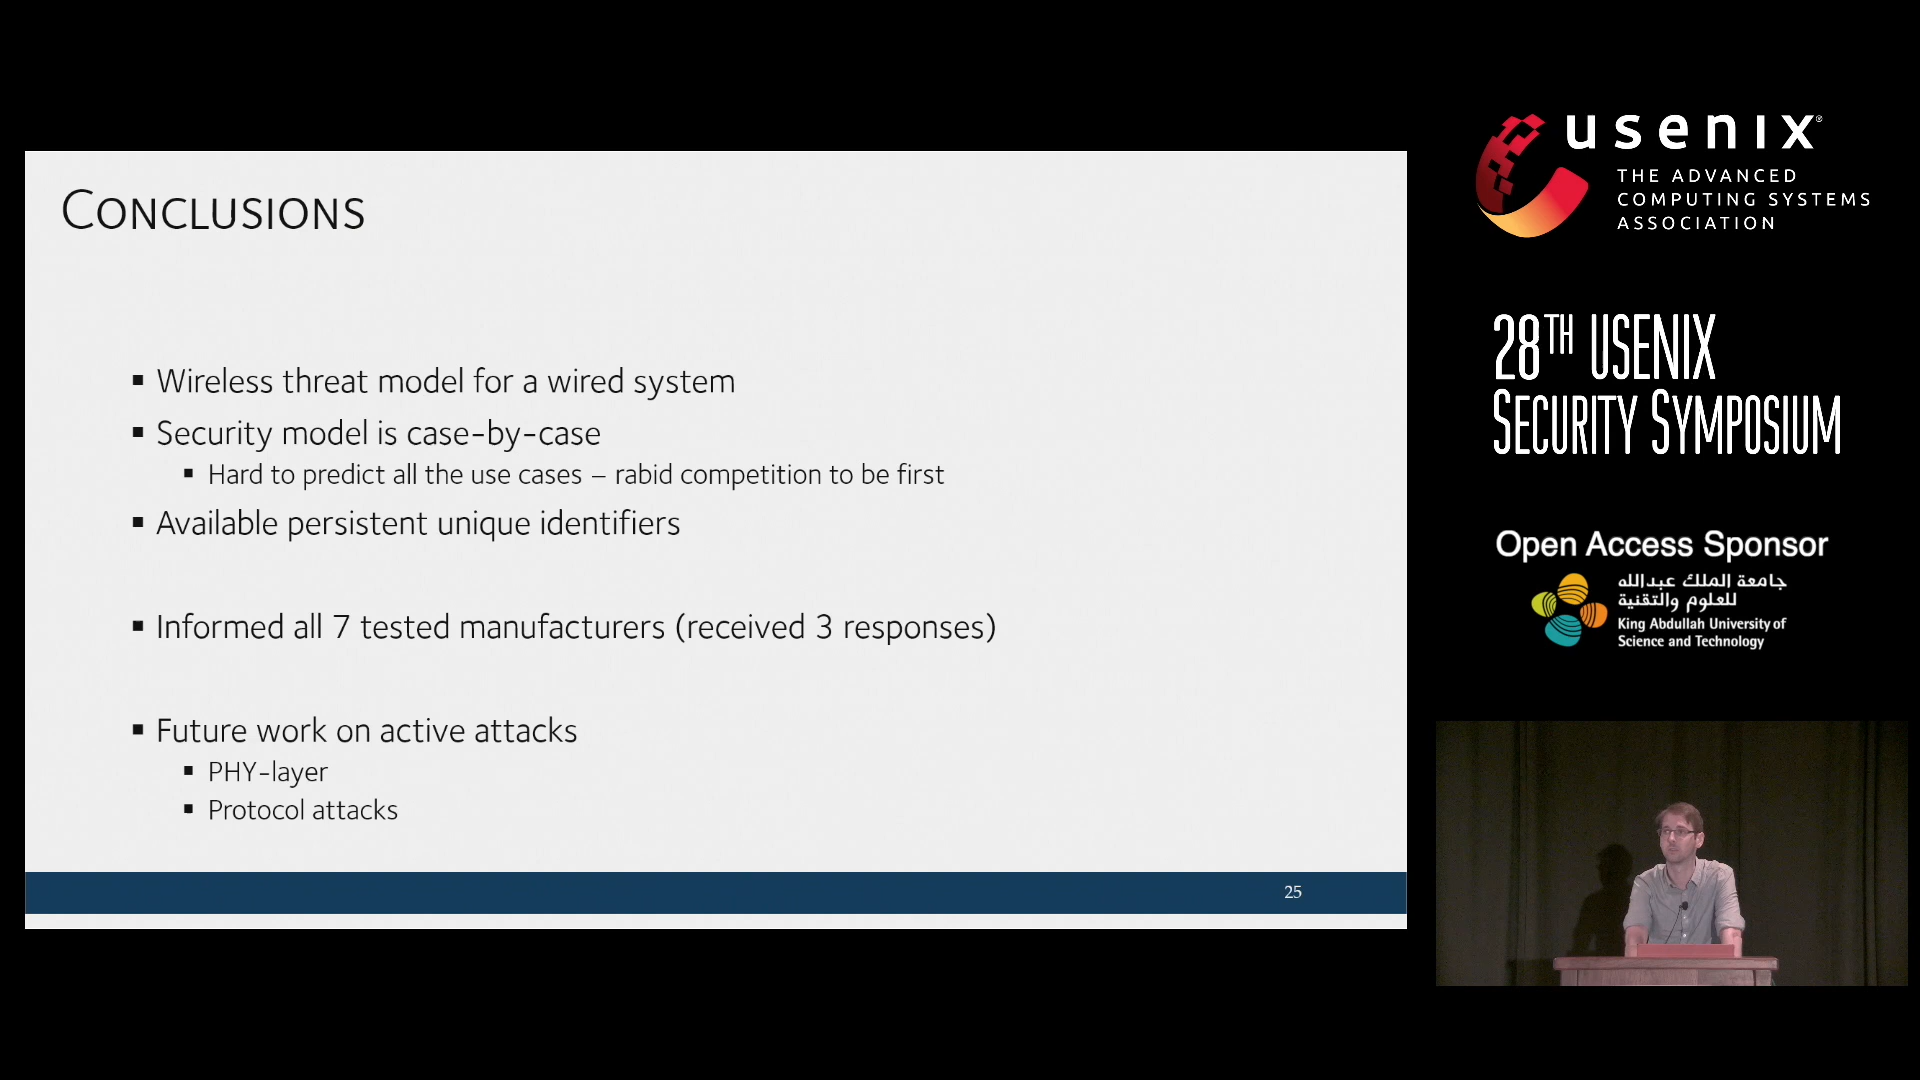 CONCLUSIONS
▪ Wireless threat model for a wired system
▪ Security model is case-by-case
▪ Hard to predict all the use cases – rabid competition to be first
▪ Available persistent unique identifiers
▪ Informed all 7 tested manufacturers (received 3 responses)
▪ Future work on active attacks
▪ PHY-layer
▪ Protocol attacks
25
usenix®
THE ADVANCED
COMPUTING SYSTEMS
ASSOCIATION
28TH USENIX
SECURITY SYMPOSIUM
Open Access Sponsor
جامعة الملك عبدالله
للعلوم والتقنية
King Abdullah University of
Science and Technology